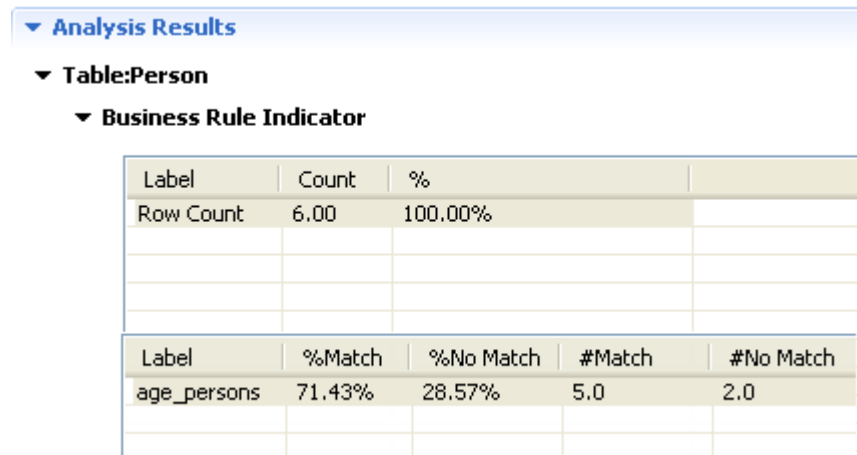 Analysis Results
Table:Person
Business Rule Indicator
Label Count %
Row Count 6.00 100.00%
Label %Match %No Match #Match #No Match
age_persons 71.43% 28.57% 5.0 2.0